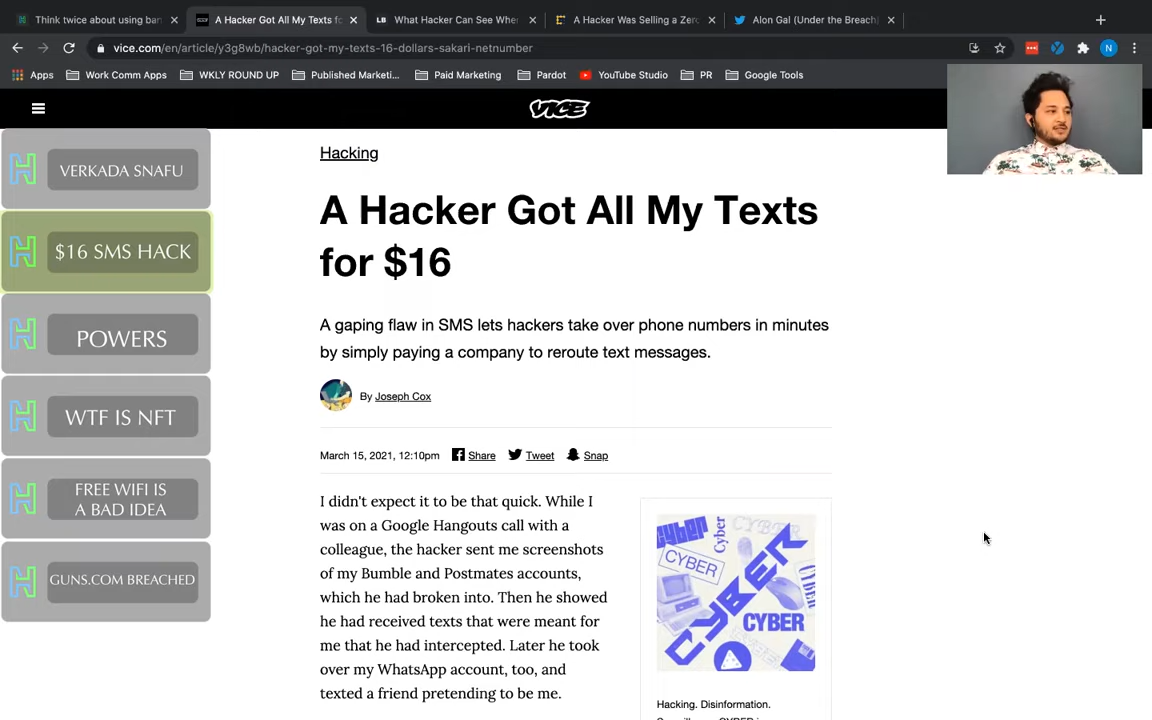 Think twice about using bar
A Hacker Got All My Texts fo
LB What Hacker Can See Whe
A Hacker Was Selling a Zero
Alon Gal (Under the Breach)
vice.com/en/article/y3g8wb/hacker-got-my-texts-16-dollars-sakari-netnumber
N
Apps
Work Comm Apps
WKLY ROUND UP
Published Marketi...
Paid Marketing
Pardot
YouTube Studio
PR
Google Tools
VICE
VERKADA SNAFU
$16 SMS HACK
POWERS
WTF IS NFT
FREE WIFI IS
A BAD IDEA
GUNS.COM BREACHED
Hacking
A Hacker Got All My Texts
for $16
A gaping flaw in SMS lets hackers take over phone numbers in minutes
by simply paying a company to reroute text messages.
By Joseph Cox
March 15, 2021, 12:10pm
Share
Tweet
Snap
I didn't expect it to be that quick. While I
was on a Google Hangouts call with a
colleague, the hacker sent me screenshots
of my Bumble and Postmates accounts,
which he had broken into. Then he showed
he had received texts that were meant for
me that he had intercepted. Later he took
over my WhatsApp account, too, and
texted a friend pretending to be me.
cyber
Cyber
CYBER
CYBER
CYBER
CYBER
Hacking. Disinformation.